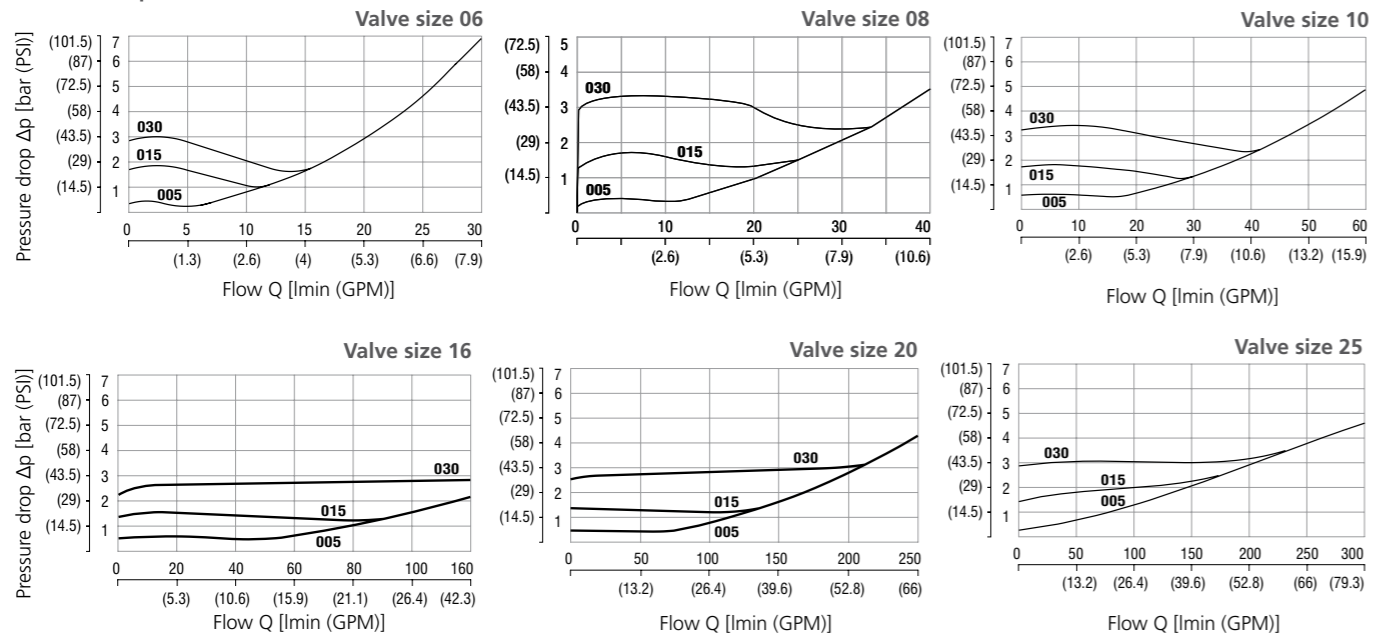 Valve size 06
Pressure drop Δp [bar (PSI)]
(101.5) 7
(87) 6
(72.5) 5
(58) 4
(43.5) 3
(29) 2
(14.5) 1
030
015
005
0 5 10 15 20 25 30
(1.3) (2.6) (4) (5.3) (6.6) (7.9)
Flow Q [lmin (GPM)]
Valve size 08
(72.5) 5
(58) 4
(43.5) 3
(29) 2
(14.5) 1
030
015
005
0 10 20 30 40
(2.6) (5.3) (7.9) (10.6)
Flow Q [lmin (GPM)]
Valve size 10
(101.5) 7
(87) 6
(72.5) 5
(58) 4
(43.5) 3
(29) 2
(14.5) 1
030
015
005
0 10 20 30 40 50 60
(2.6) (5.3) (7.9) (10.6) (13.2) (15.9)
Flow Q [lmin (GPM)]
Valve size 16
Pressure drop Δp [bar (PSI)]
(101.5) 7
(87) 6
(72.5) 5
(58) 4
(43.5) 3
(29) 2
(14.5) 1
030
015
005
0 20 40 60 80 100 160
(5.3) (10.6) (15.9) (21.1) (26.4) (42.3)
Flow Q [lmin (GPM)]
Valve size 20
(101.5) 7
(87) 6
(72.5) 5
(58) 4
(43.5) 3
(29) 2
(14.5) 1
030
015
005
0 50 100 150 200 250
(13.2) (26.4) (39.6) (52.8) (66)
Flow Q [lmin (GPM)]
Valve size 25
(101.5) 7
(87) 6
(72.5) 5
(58) 4
(43.5) 3
(29) 2
(14.5) 1
030
015
005
0 50 100 150 200 250 300
(13.2) (26.4) (39.6) (52.8) (66) (79.3)
Flow Q [lmin (GPM)]